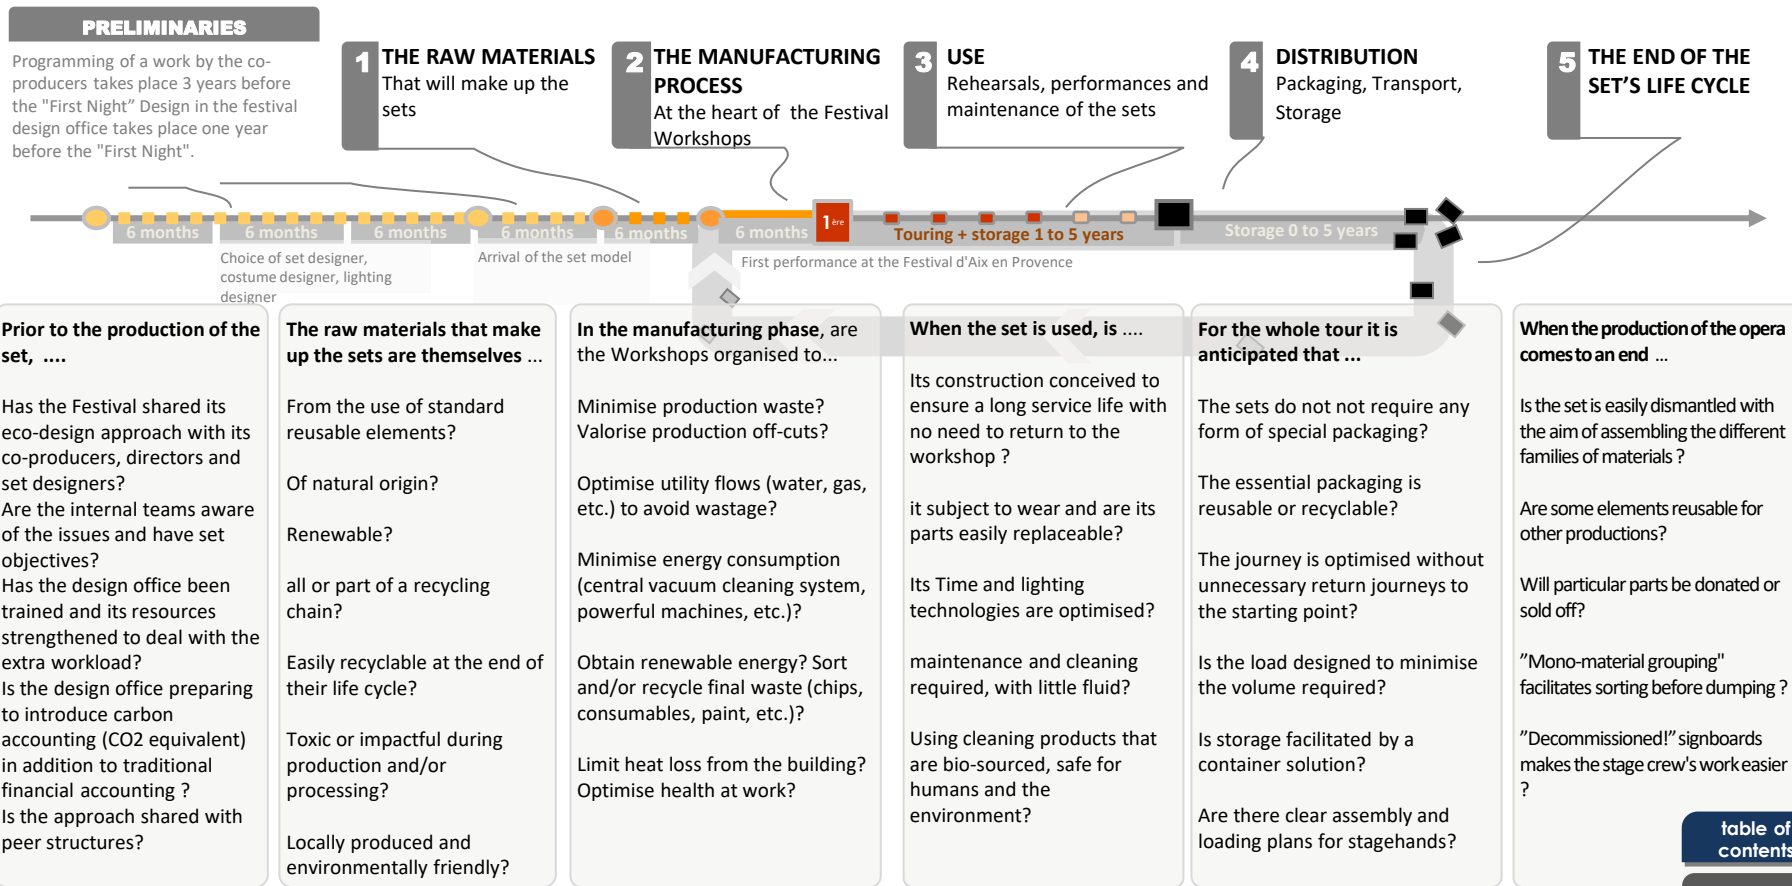 PRELIMINARIES
Programming of a work by the co-
producers takes place 3 years before
the "First Night” Design in the festival
design office takes place one year
before the "First Night".
1
THE RAW MATERIALS
That will make up the
sets
2
THE MANUFACTURING
PROCESS
At the heart of the Festival
Workshops
3
USE
Rehearsals, performances and
maintenance of the sets
4
DISTRIBUTION
Packaging, Transport,
Storage
5
THE END OF THE
SET’S LIFE CYCLE
6 months
6 months
6 months
6 months
6 months
6 months
1ère
Touring + storage 1 to 5 years
Storage 0 to 5 years
Choice of set designer,
costume designer, lighting
designer
Arrival of the set model
First performance at the Festival d'Aix en Provence
Prior to the production of the
set, ....
Has the Festival shared its
eco-design approach with its
co-producers, directors and
set designers?
Are the internal teams aware
of the issues and have set
objectives?
Has the design office been
trained and its resources
strengthened to deal with the
extra workload?
Is the design office preparing
to introduce carbon
accounting (CO2 equivalent)
in addition to traditional
financial accounting ?
Is the approach shared with
peer structures?
The raw materials that make
up the sets are themselves ...
From the use of standard
reusable elements?
Of natural origin?
Renewable?
all or part of a recycling
chain?
Easily recyclable at the end of
their life cycle?
Toxic or impactful during
production and/or
processing?
Locally produced and
environmentally friendly?
In the manufacturing phase, are
the Workshops organised to...
Minimise production waste?
Valorise production off-cuts?
Optimise utility flows (water, gas,
etc.) to avoid wastage?
Minimise energy consumption
(central vacuum cleaning system,
powerful machines, etc.)?
Obtain renewable energy? Sort
and/or recycle final waste (chips,
consumables, paint, etc.)?
Limit heat loss from the building?
Optimise health at work?
When the set is used, is ....
Its construction conceived to
ensure a long service life with
no need to return to the
workshop ?
it subject to wear and are its
parts easily replaceable?
Its Time and lighting
technologies are optimised?
maintenance and cleaning
required, with little fluid?
Using cleaning products that
are bio-sourced, safe for
humans and the
environment?
For the whole tour it is
anticipated that ...
The sets do not not require any
form of special packaging?
The essential packaging is
reusable or recyclable?
The journey is optimised without
unnecessary return journeys to
the starting point?
Is the load designed to minimise
the volume required?
Is storage facilitated by a
container solution?
Are there clear assembly and
loading plans for stagehands?
When the production of the opera
comes to an end ...
Is the set is easily dismantled with
the aim of assembling the different
families of materials ?
Are some elements reusable for
other productions?
Will particular parts be donated or
sold off?
”Mono-material grouping"
facilitates sorting before dumping ?
”Decommissioned!” signboards
makes the stage crew's work easier
?
table of
contents